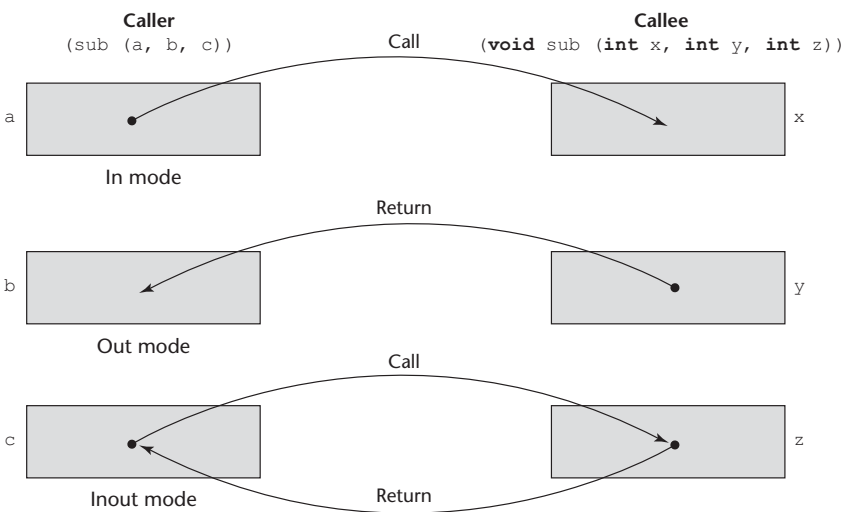 Caller
(sub (a, b, c))
Call
Callee
(void sub (int x, int y, int z))
a
x
In mode
Return
b
y
Out mode
Call
c
z
Inout mode
Return